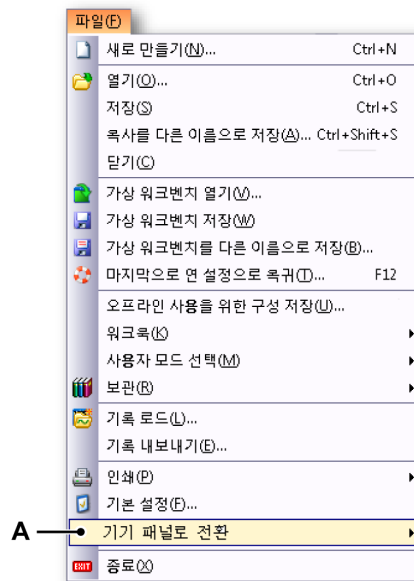 파일(F)
새로 만들기(N)... Ctrl+N
열기(O)... Ctrl+O
저장(S) Ctrl+S
복사를 다른 이름으로 저장(A)... Ctrl+Shift+S
닫기(C)
가상 워크벤치 열기(V)...
가상 워크벤치 저장(W)
가상 워크벤치를 다른 이름으로 저장(B)...
마지막으로 연 설정으로 복귀(T)... F12
오프라인 사용을 위한 구성 저장(U)...
워크북(K)
사용자 모드 선택(M)
보관(R)
기록 로드(L)...
기록 내보내기(E)...
인쇄(P)
기본 설정(F)...
A 기기 패널로 전환
EXIT 종료(X)